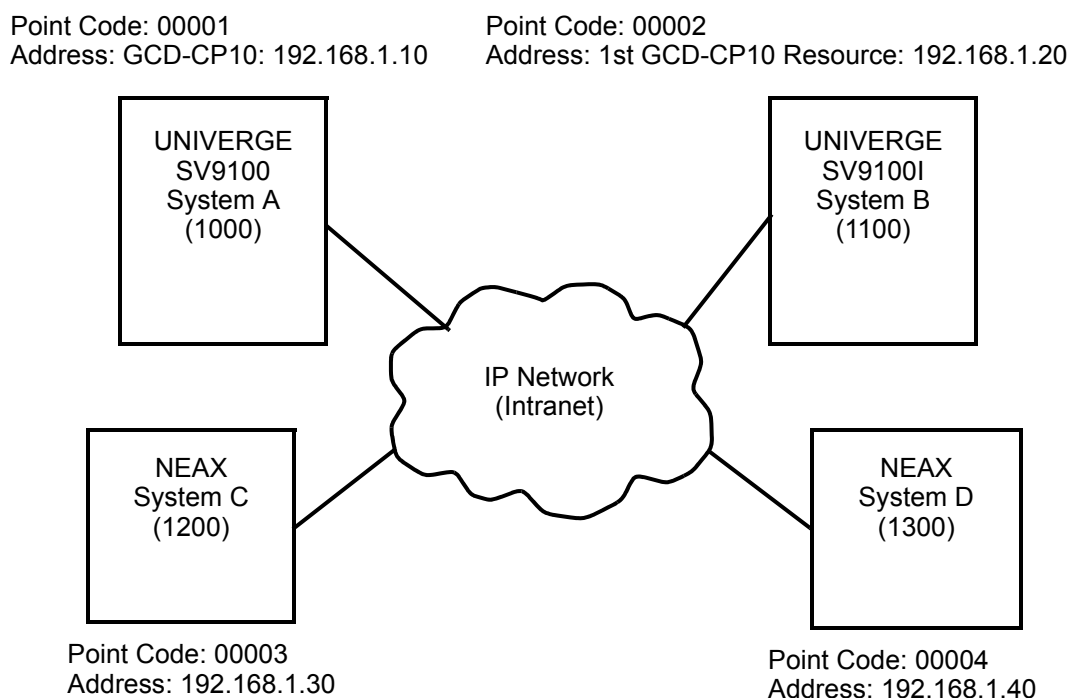 Point Code: 00001
Address: GCD-CP10: 192.168.1.10
Point Code: 00002
Address: 1st GCD-CP10 Resource: 192.168.1.20
UNIVERGE
SV9100
System A
(1000)
UNIVERGE
SV9100I
System B
(1100)
IP Network
(Intranet)
NEAX
System C
(1200)
NEAX
System D
(1300)
Point Code: 00003
Address: 192.168.1.30
Point Code: 00004
Address: 192.168.1.40